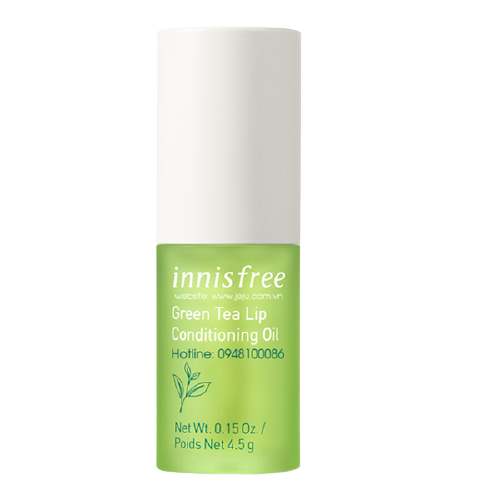 innisfree
website: www.jeju.com.vn
Green Tea Lip
Conditioning Oil
Hotline: 0948100086
Net Wt. 0.15 Oz. /
Poids Net 4.5 g